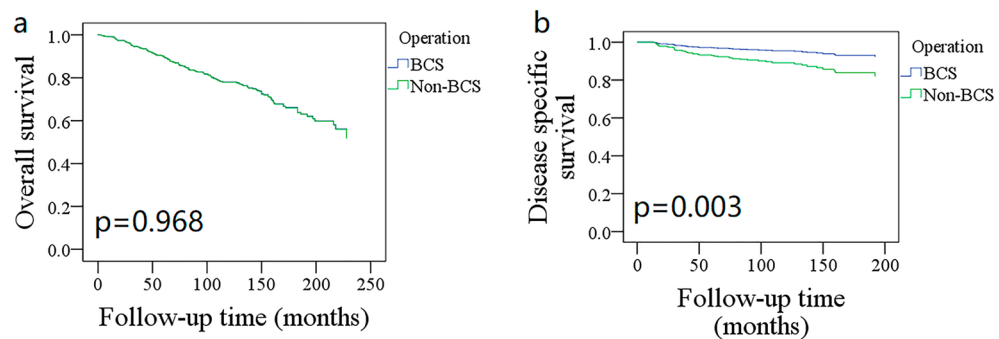 a
Overall survival
1.0
0.8
0.6
0.4
0.2
0.0
p=0.968
0 50 100 150 200 250
Follow-up time (months)
Operation
BCS
Non-BCS
b
Disease specific
survival
1.0
0.8
0.6
0.4
0.2
0.0
p=0.003
0 50 100 150 200
Follow-up time
(months)
Operation
BCS
Non-BCS